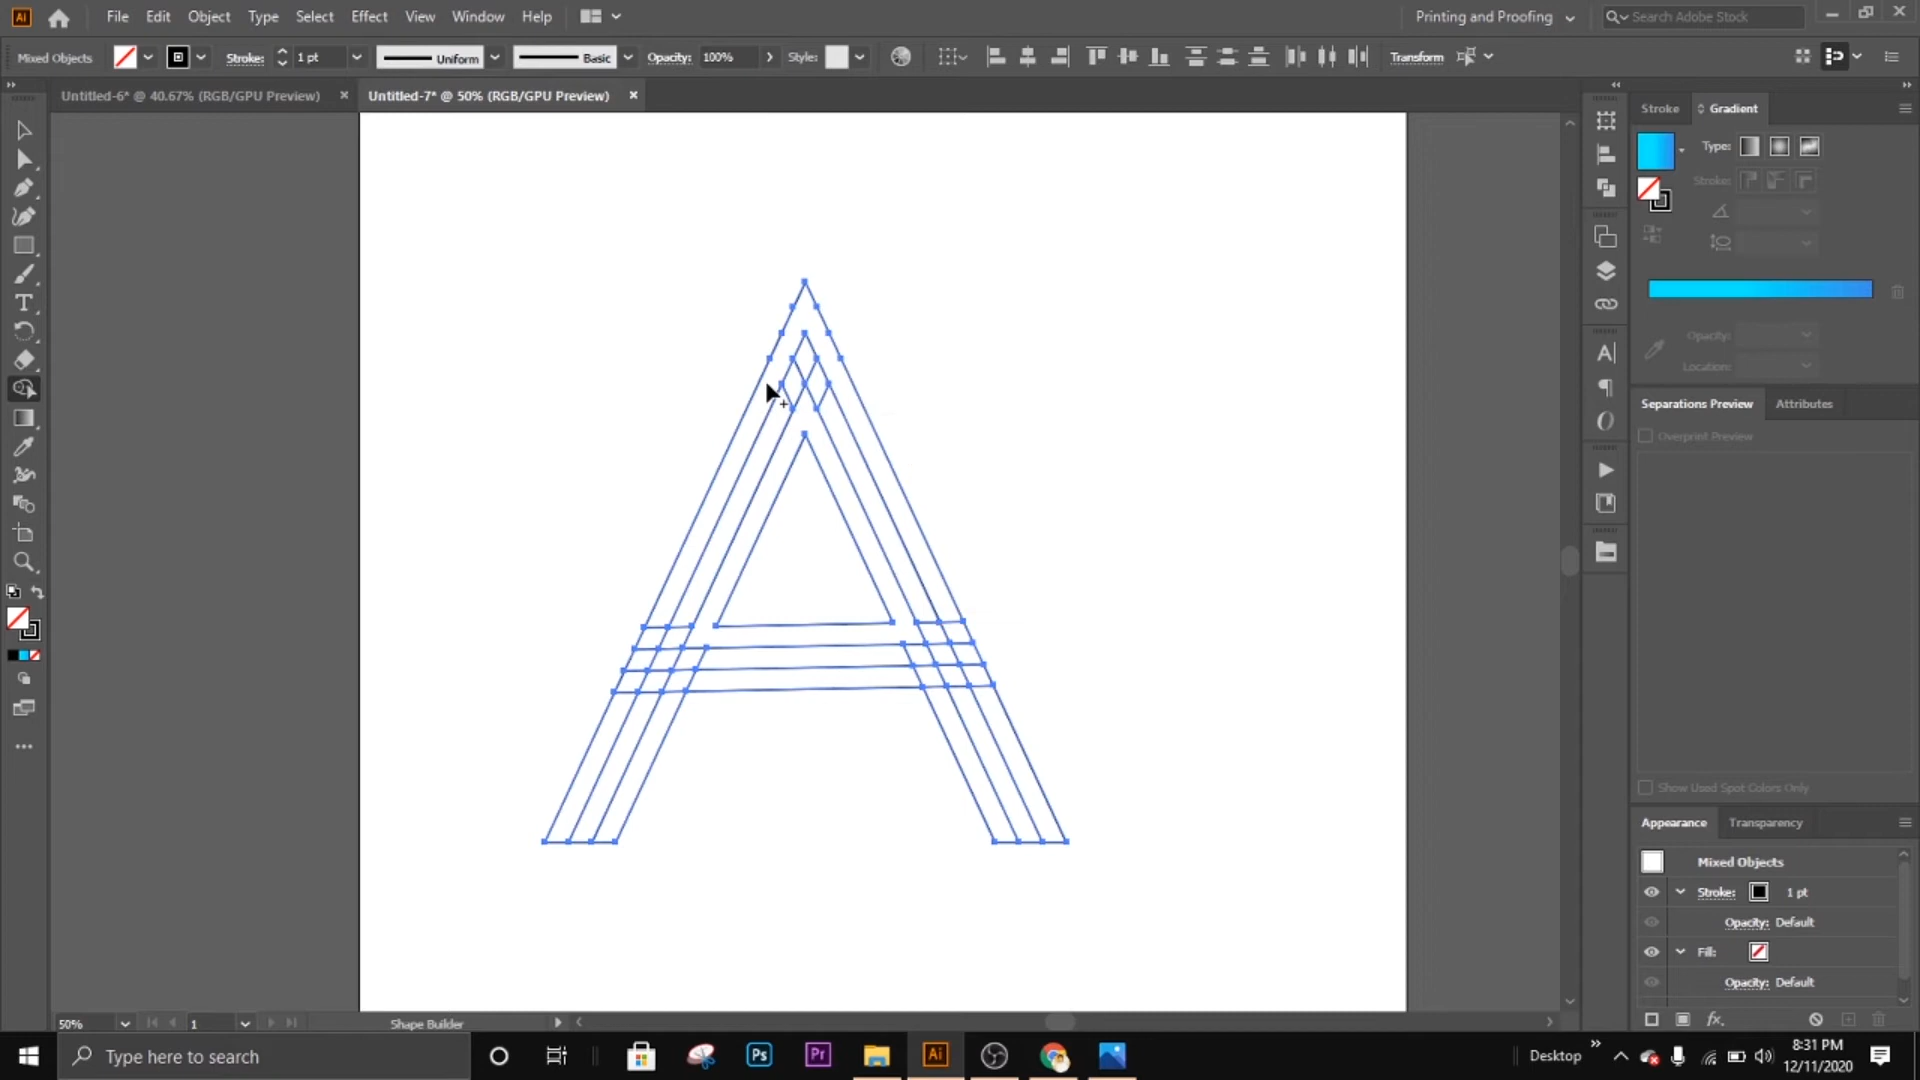 Ai File Edit Object Type Select Effect View Window Help Printing and Proofing Search Adobe Stock
Mixed Objects Stroke: 1 pt Uniform Basic Opacity: 100% Style: Transform
Untitled-6* @ 40.67% (RGB/GPU Preview) Untitled-7* @ 50% (RGB/GPU Preview)
Stroke Gradient
Type:
Stroke:
Opacity:
Location:
Separations Preview Attributes
Overprint Preview
Show Used Spot Colors Only
Appearance Transparency
Mixed Objects
Stroke: 1 pt
Opacity: Default
Fill:
Opacity: Default
50% 1 Shape Builder
Type here to search Ps Pr Ai Desktop 8:31 PM
12/11/2020